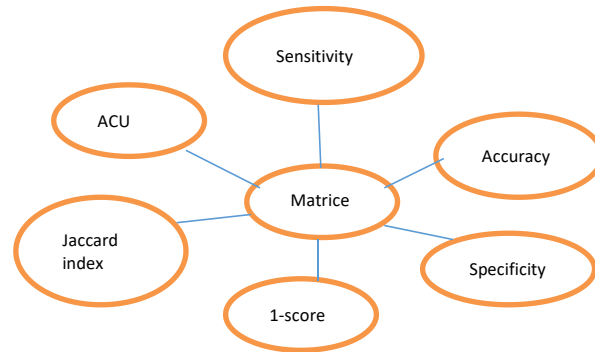 Sensitivity
ACU
Accuracy
Matrice
Jaccard
index
Specificity
1-score